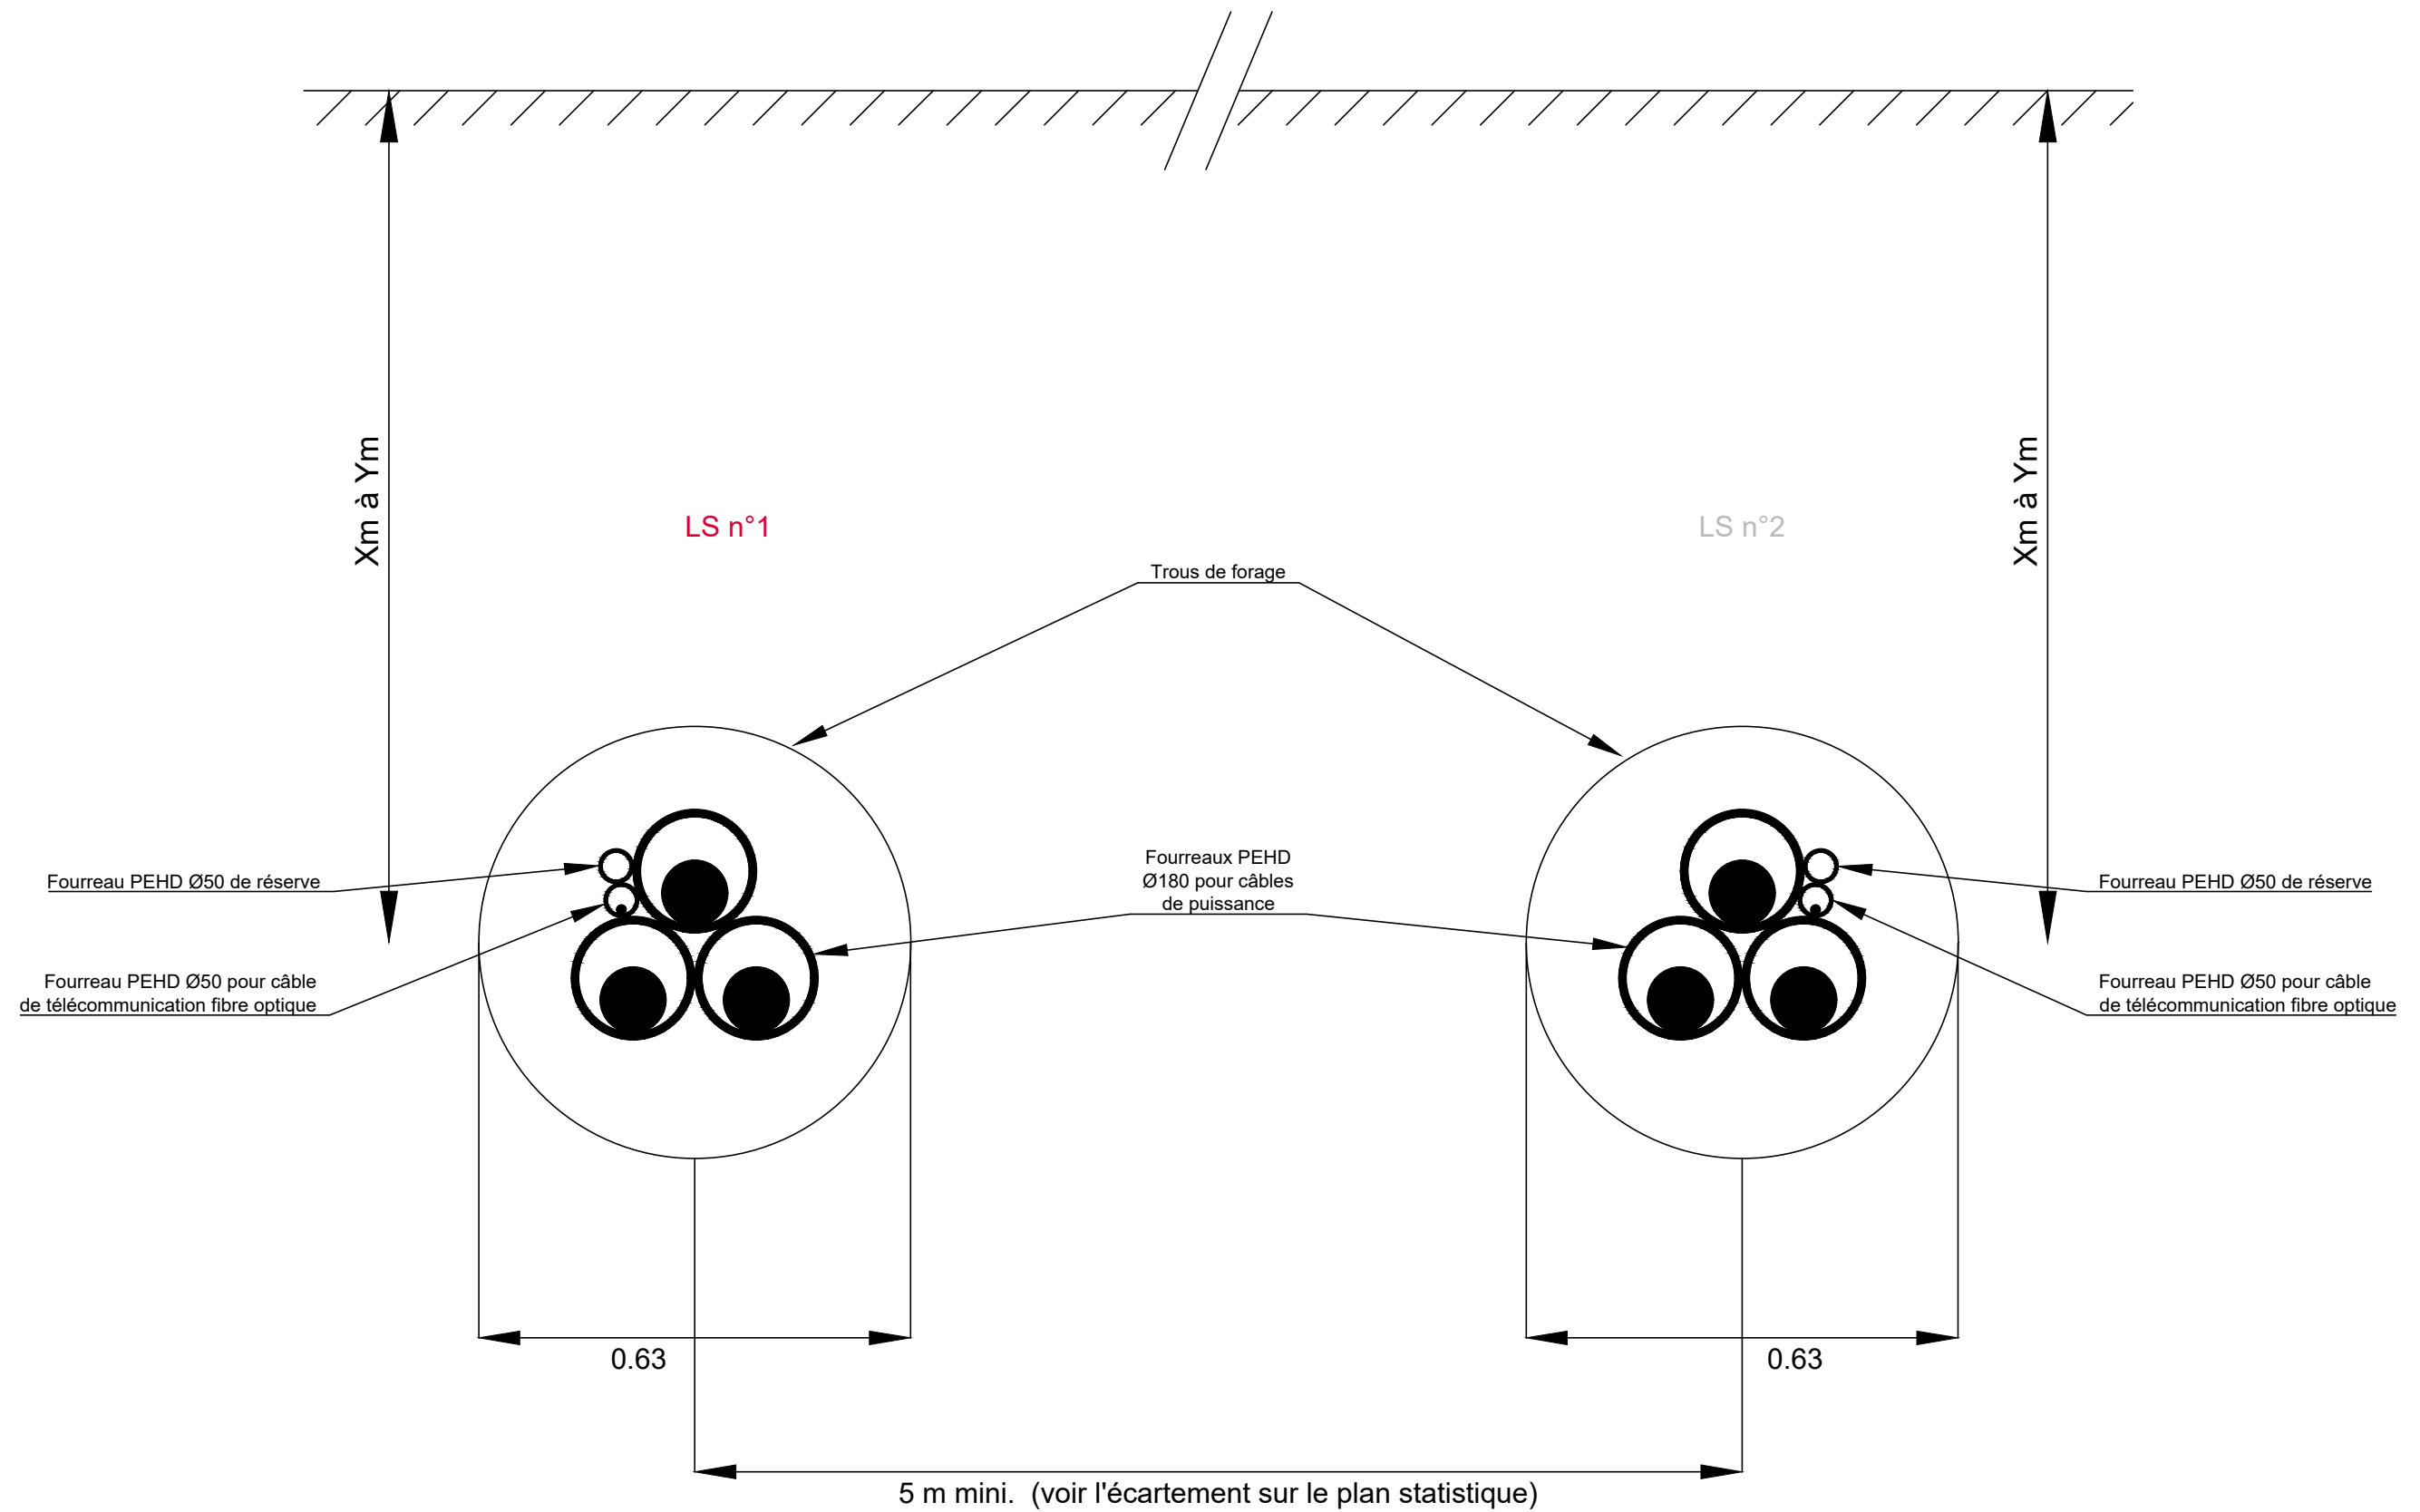 Xm à Ym
Xm à Ym
LS n°1
LS n°2
Trous de forage
Fourreau PEHD Ø50 de réserve
Fourreaux PEHD
Ø180 pour câbles
de puissance
Fourreau PEHD Ø50 de réserve
Fourreau PEHD Ø50 pour câble
de télécommunication fibre optique
Fourreau PEHD Ø50 pour câble
de télécommunication fibre optique
0.63
0.63
5 m mini. (voir l'écartement sur le plan statistique)